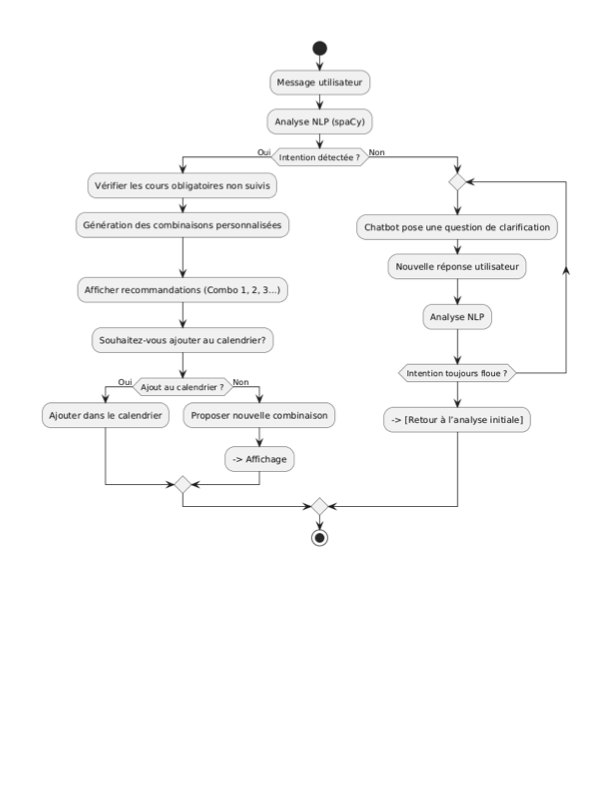 Message utilisateur
Analyse NLP (spaCy)
Oui
Intention détectée ?
Non
Vérifier les cours obligatoires non suivis
Génération des combinaisons personnalisées
Chatbot pose une question de clarification
Nouvelle réponse utilisateur
Afficher recommandations (Combo 1, 2, 3...)
Analyse NLP
Souhaitez-vous ajouter au calendrier?
Intention toujours floue ?
Oui
Ajout au calendrier ?
Non
Ajouter dans le calendrier
Proposer nouvelle combinaison
-> [Retour à l'analyse initiale]
-> Affichage